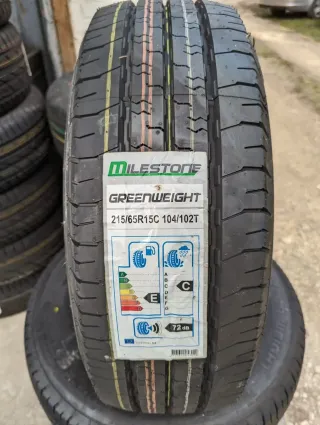 MILESTONE
GREENWEIGHT
215/65R15C 104/102T
E
C
72 dB